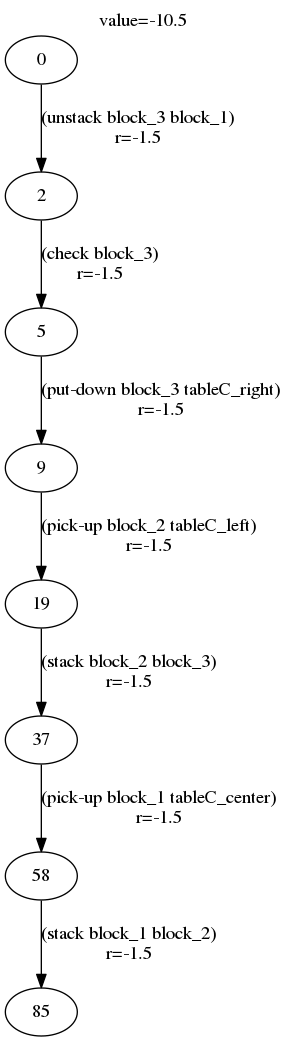 value=-10.5
0
(unstack block_3 block_1)
r=-1.5
2
(check block_3)
r=-1.5
5
(put-down block_3 tableC_right)
r=-1.5
9
(pick-up block_2 tableC_left)
r=-1.5
19
(stack block_2 block_3)
r=-1.5
37
(pick-up block_1 tableC_center)
r=-1.5
58
(stack block_1 block_2)
r=-1.5
85